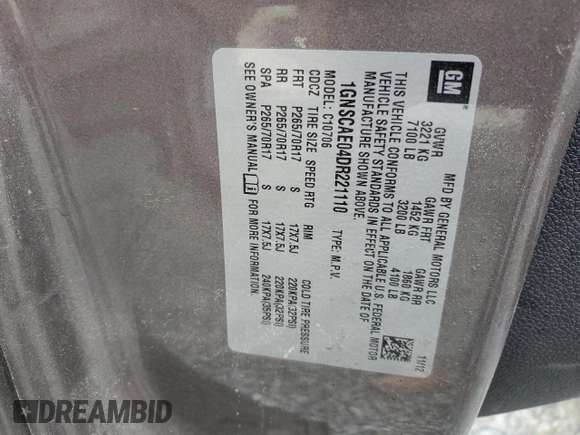 GM
MFD BY GENERAL MOTORS LLC
11/12
GVWR GAWR FRT GAWR RR
3221 KG 1452 KG 1860 KG
7100 LB 3200 LB 4100 LB
THIS VEHICLE CONFORMS TO ALL APPLICABLE U.S. FEDERAL MOTOR
VEHICLE SAFETY STANDARDS IN EFFECT ON THE DATE OF
MANUFACTURE SHOWN ABOVE.
1GNSCAE04DR221110 TYPE: M.P.V.
MODEL: C10706
CDCZ TIRE SIZE SPEED RTG RIM COLD TIRE PRESSURE
FRT P265/70R17 S 17X7.5J 220KPA(32PSI)
RR P265/70R17 S 17X7.5J 220KPA(32PSI)
SPA P265/70R17 S 17X7.5J 240KPA(35PSI)
SEE OWNER'S MANUAL FOR MORE INFORMATION.
DREAMBID